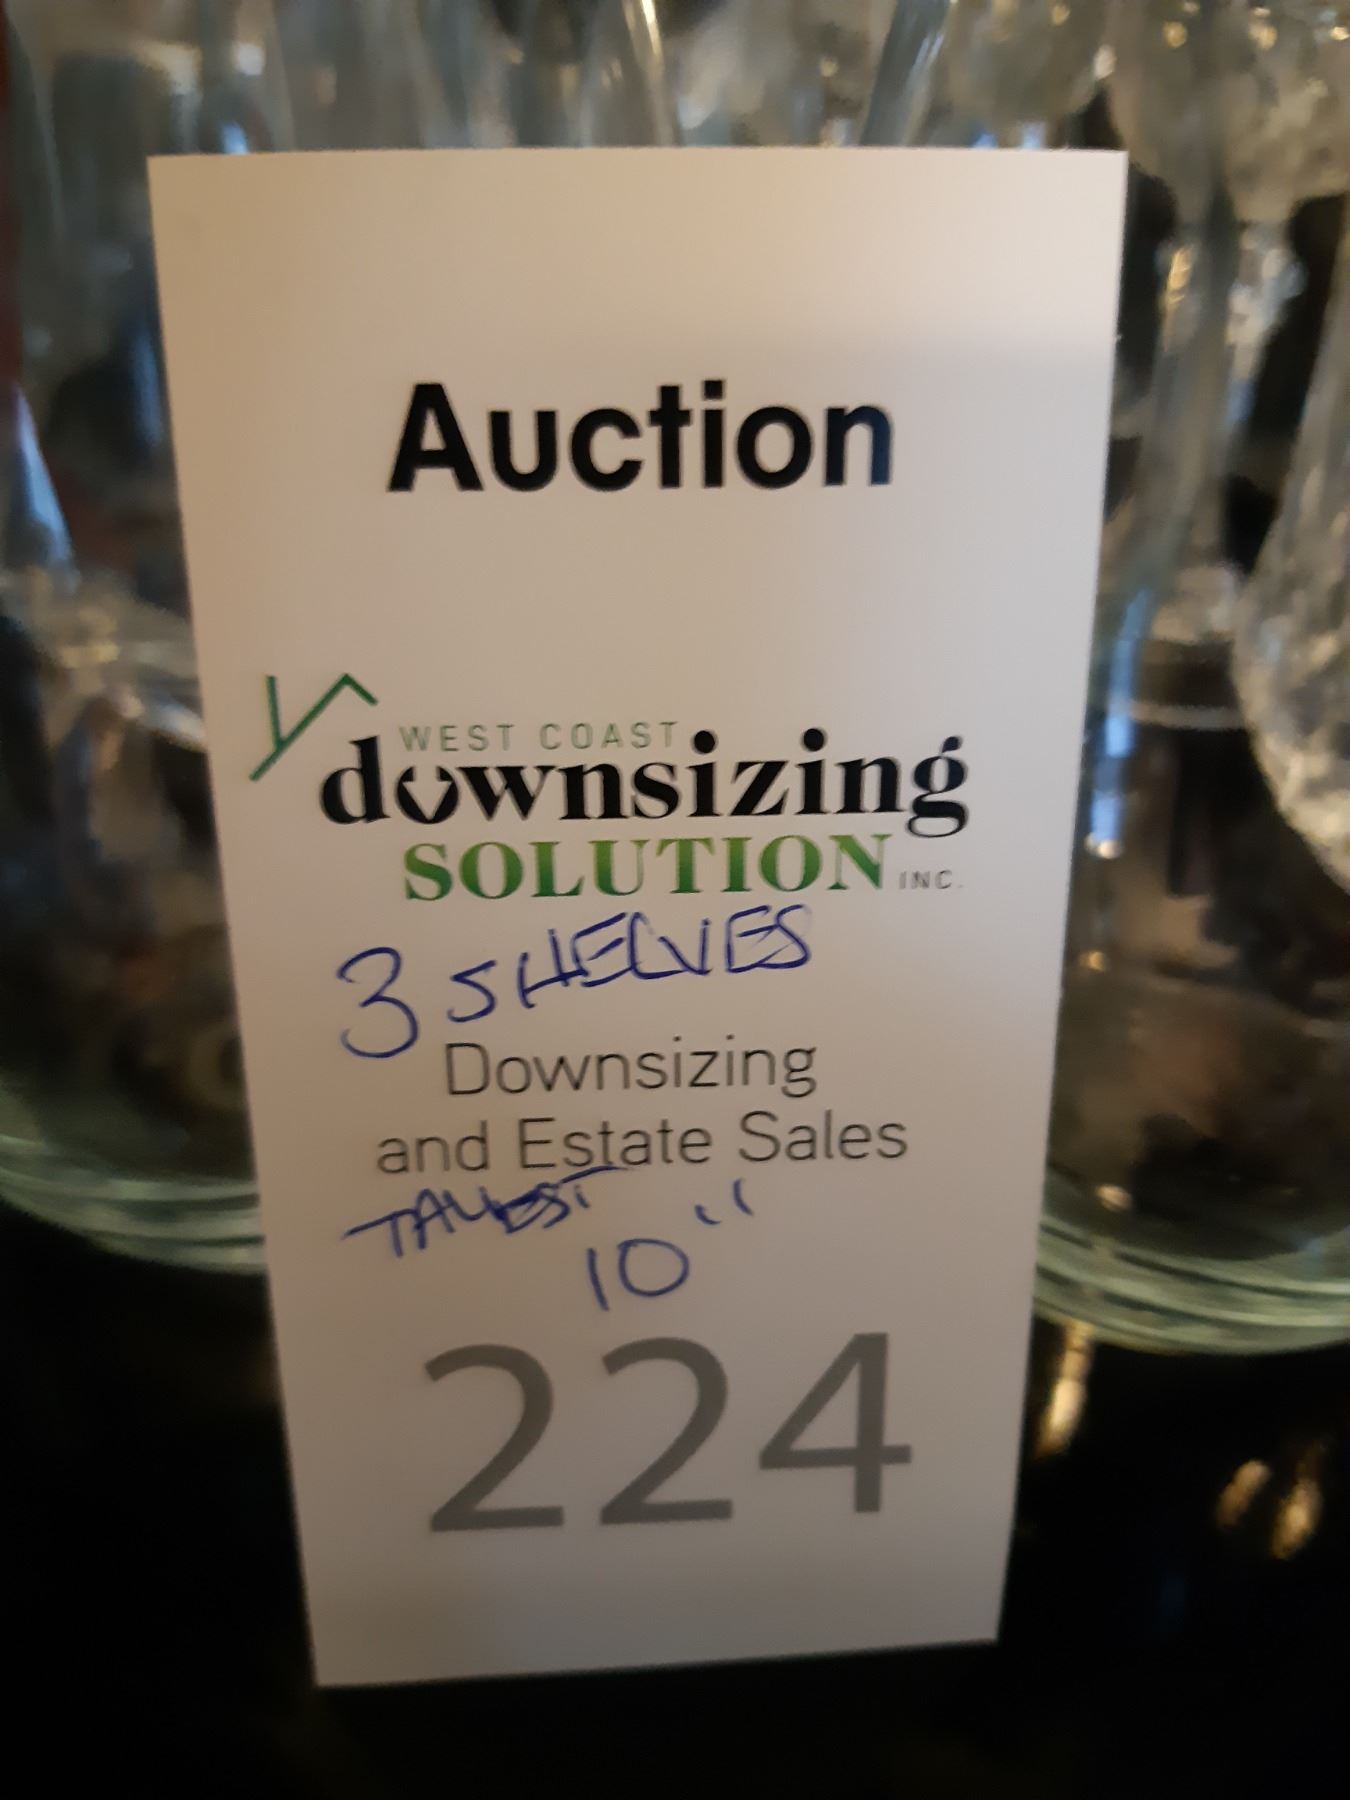 Auction
WEST COAST
downsizing
SOLUTION INC.
3 SHELVES
Downsizing
and Estate Sales
TALLEST
10"
224